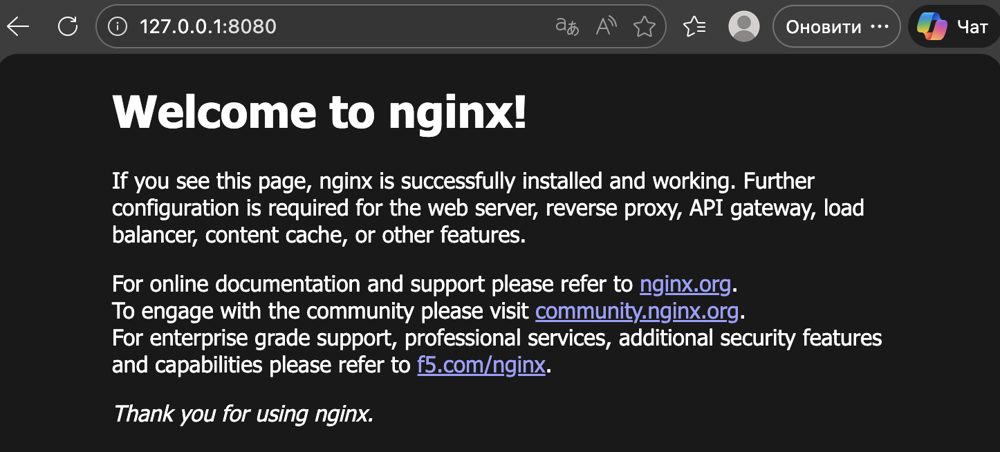 127.0.0.1:8080
Оновити
Чат
Welcome to nginx!
If you see this page, nginx is successfully installed and working. Further
configuration is required for the web server, reverse proxy, API gateway, load
balancer, content cache, or other features.
For online documentation and support please refer to nginx.org.
To engage with the community please visit community.nginx.org.
For enterprise grade support, professional services, additional security features
and capabilities please refer to f5.com/nginx.
Thank you for using nginx.